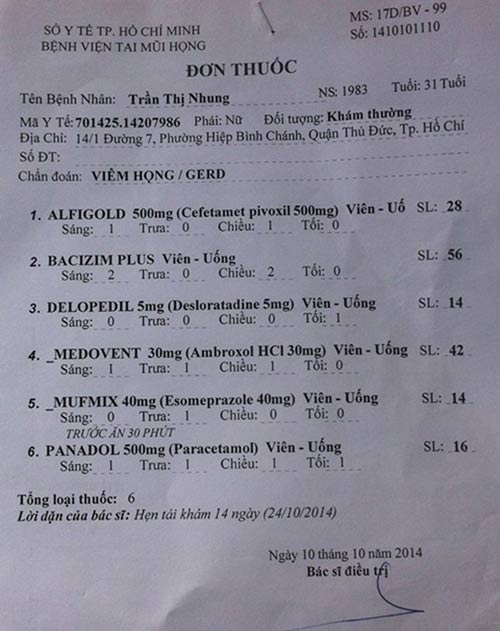 SỞ Y TẾ TP. HỒ CHÍ MINH
BỆNH VIỆN TAI MŨI HỌNG
MS: 17D/BV - 99
Số: 1410101110
ĐƠN THUỐC
Tên Bệnh Nhân: Trần Thị Nhung NS: 1983 Tuổi: 31 Tuổi
Mã Y Tế: 701425.14207986 Phái: Nữ Đối tượng: Khám thường
Địa Chỉ: 14/1 Đường 7, Phường Hiệp Bình Chánh, Quận Thủ Đức, Tp. Hồ Chí
Số ĐT:
Chẩn đoán: VIÊM HỌNG / GERD
1. ALFIGOLD 500mg (Cefetamet pivoxil 500mg) Viên - Uố SL: 28
Sáng: 1 Trưa: 0 Chiều: 1 Tối: 0
2. BACIZIM PLUS Viên - Uống SL: 56
Sáng: 2 Trưa: 0 Chiều: 2 Tối: 0
3. DELOPEDIL 5mg (Desloratadine 5mg) Viên - Uống SL: 14
Sáng: 0 Trưa: 0 Chiều: 0 Tối: 1
4. _MEDOVENT 30mg (Ambroxol HCl 30mg) Viên - Uống SL: 42
Sáng: 1 Trưa: 1 Chiều: 1 Tối: 0
5. _MUFMIX 40mg (Esomeprazole 40mg) Viên - Uống SL: 14
Sáng: 0 Trưa: 1 Chiều: 0 Tối: 0
TRƯỚC ĂN 30 PHÚT
6. PANADOL 500mg (Paracetamol) Viên - Uống SL: 16
Sáng: 1 Trưa: 1 Chiều: 1 Tối: 1
Tổng loại thuốc: 6
Lời dặn của bác sĩ: Hẹn tái khám 14 ngày (24/10/2014)
Ngày 10 tháng 10 năm 2014
Bác sĩ điều trị